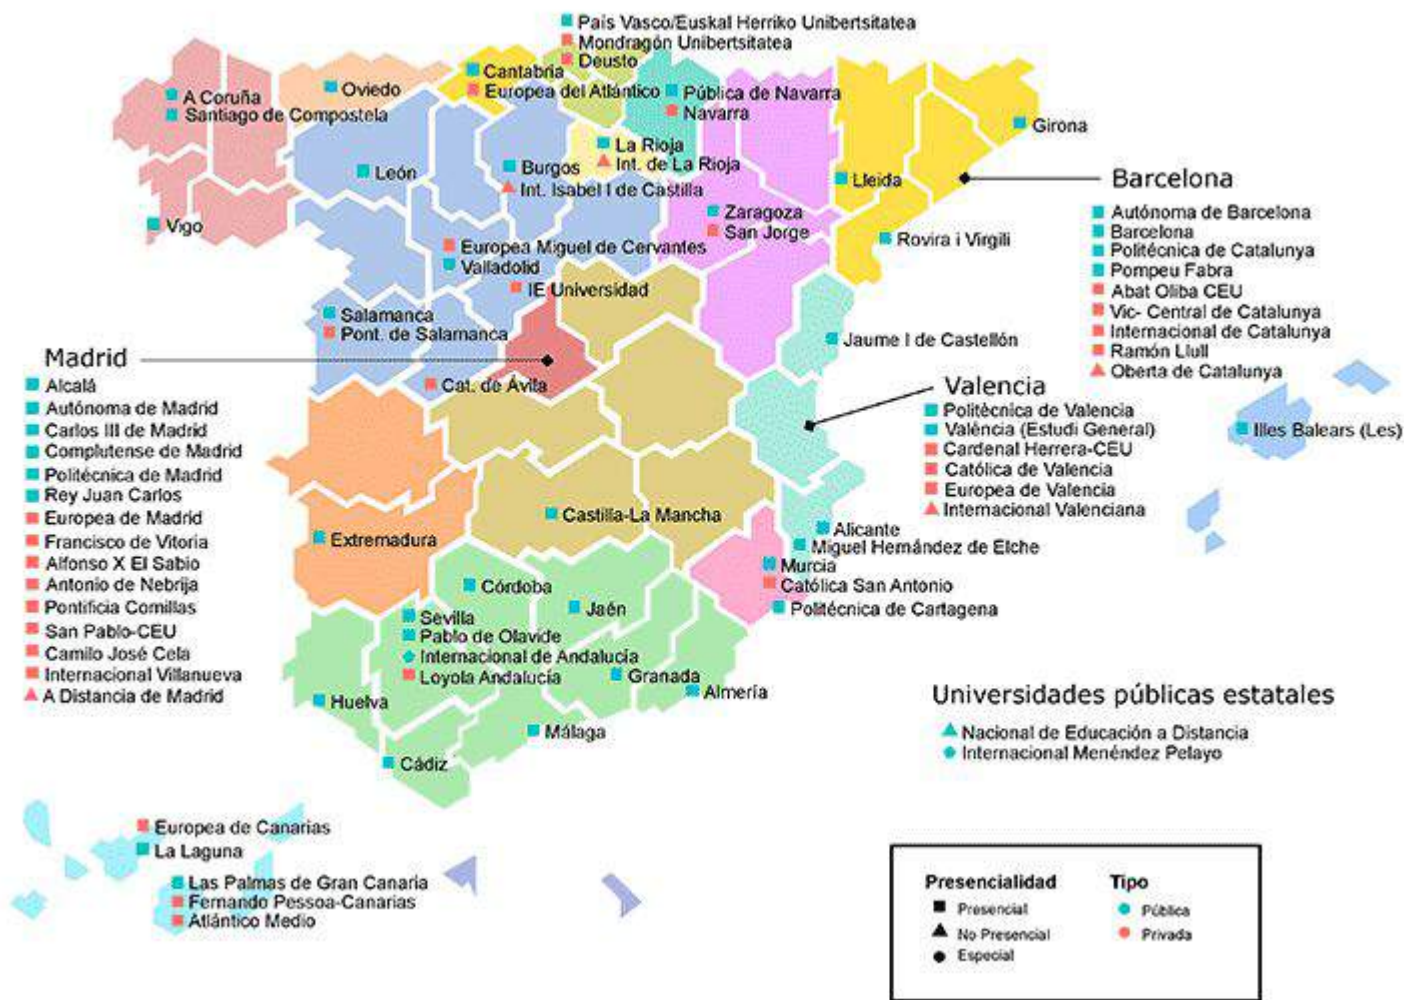 País Vasco/Euskal Herriko Unibertsitatea
Mondragón Unibertsitatea
Deusto
Cantabria
Europea del Atlántico
Oviedo
A Coruña
Santiago de Compostela
Pública de Navarra
Navarra
Girona
La Rioja
Int. de La Rioja
León
Burgos
Int. Isabel I de Castilla
Lleida
Vigo
Zaragoza
San Jorge
Rovira i Virgili
Europea Miguel de Cervantes
Valladolid
IE Universidad
Salamanca
Pont. de Salamanca
Cat. de Ávila
Jaume I de Castellón
Barcelona
Autónoma de Barcelona
Barcelona
Politécnica de Catalunya
Pompeu Fabra
Abat Oliba CEU
Vic- Central de Catalunya
Internacional de Catalunya
Ramón Llull
Oberta de Catalunya
Madrid
Alcalá
Autónoma de Madrid
Carlos III de Madrid
Complutense de Madrid
Politécnica de Madrid
Rey Juan Carlos
Europea de Madrid
Francisco de Vitoria
Alfonso X El Sabio
Antonio de Nebrija
Pontificia Comillas
San Pablo-CEU
Camilo José Cela
Internacional Villanueva
A Distancia de Madrid
Valencia
Politècnica de Valencia
València (Estudi General)
Cardenal Herrera-CEU
Católica de Valencia
Europea de Valencia
Internacional Valenciana
Illes Balears (Les)
Castilla-La Mancha
Extremadura
Alicante
Miguel Hernández de Elche
Murcia
Católica San Antonio
Politécnica de Cartagena
Córdoba
Jaén
Sevilla
Pablo de Olavide
Internacional de Andalucía
Loyola Andalucía
Granada
Almería
Huelva
Málaga
Cádiz
Universidades públicas estatales
Nacional de Educación a Distancia
Internacional Menéndez Pelayo
Europea de Canarias
La Laguna
Las Palmas de Gran Canaria
Fernando Pessoa-Canarias
Atlántico Medio
Presencialidad
Presencial
No Presencial
Especial
Tipo
Pública
Privada